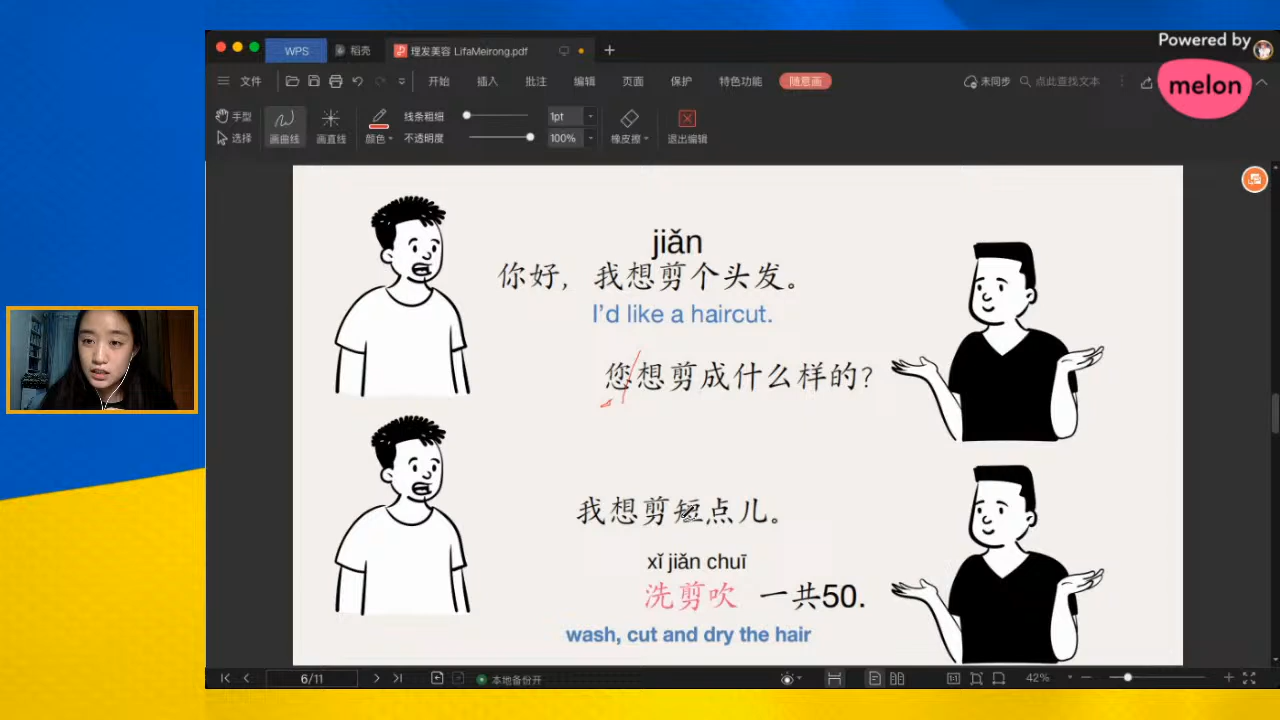 Powered by
melon
WPS
稻壳
理发美容 LifaMeirong.pdf
文件
开始
插入
批注
编辑
页面
保护
特色功能
随意画
未同步
点此查找文本
手型
选择
画曲线
画直线
颜色
线条粗细
不透明度
1pt
100%
橡皮擦
退出编辑
jiǎn
你好，我想剪个头发。
I'd like a haircut.
您想剪成什么样的？
我想剪短点儿。
xǐ jiǎn chuī
洗剪吹 一共50.
wash, cut and dry the hair
6/11
本地备份开
42%